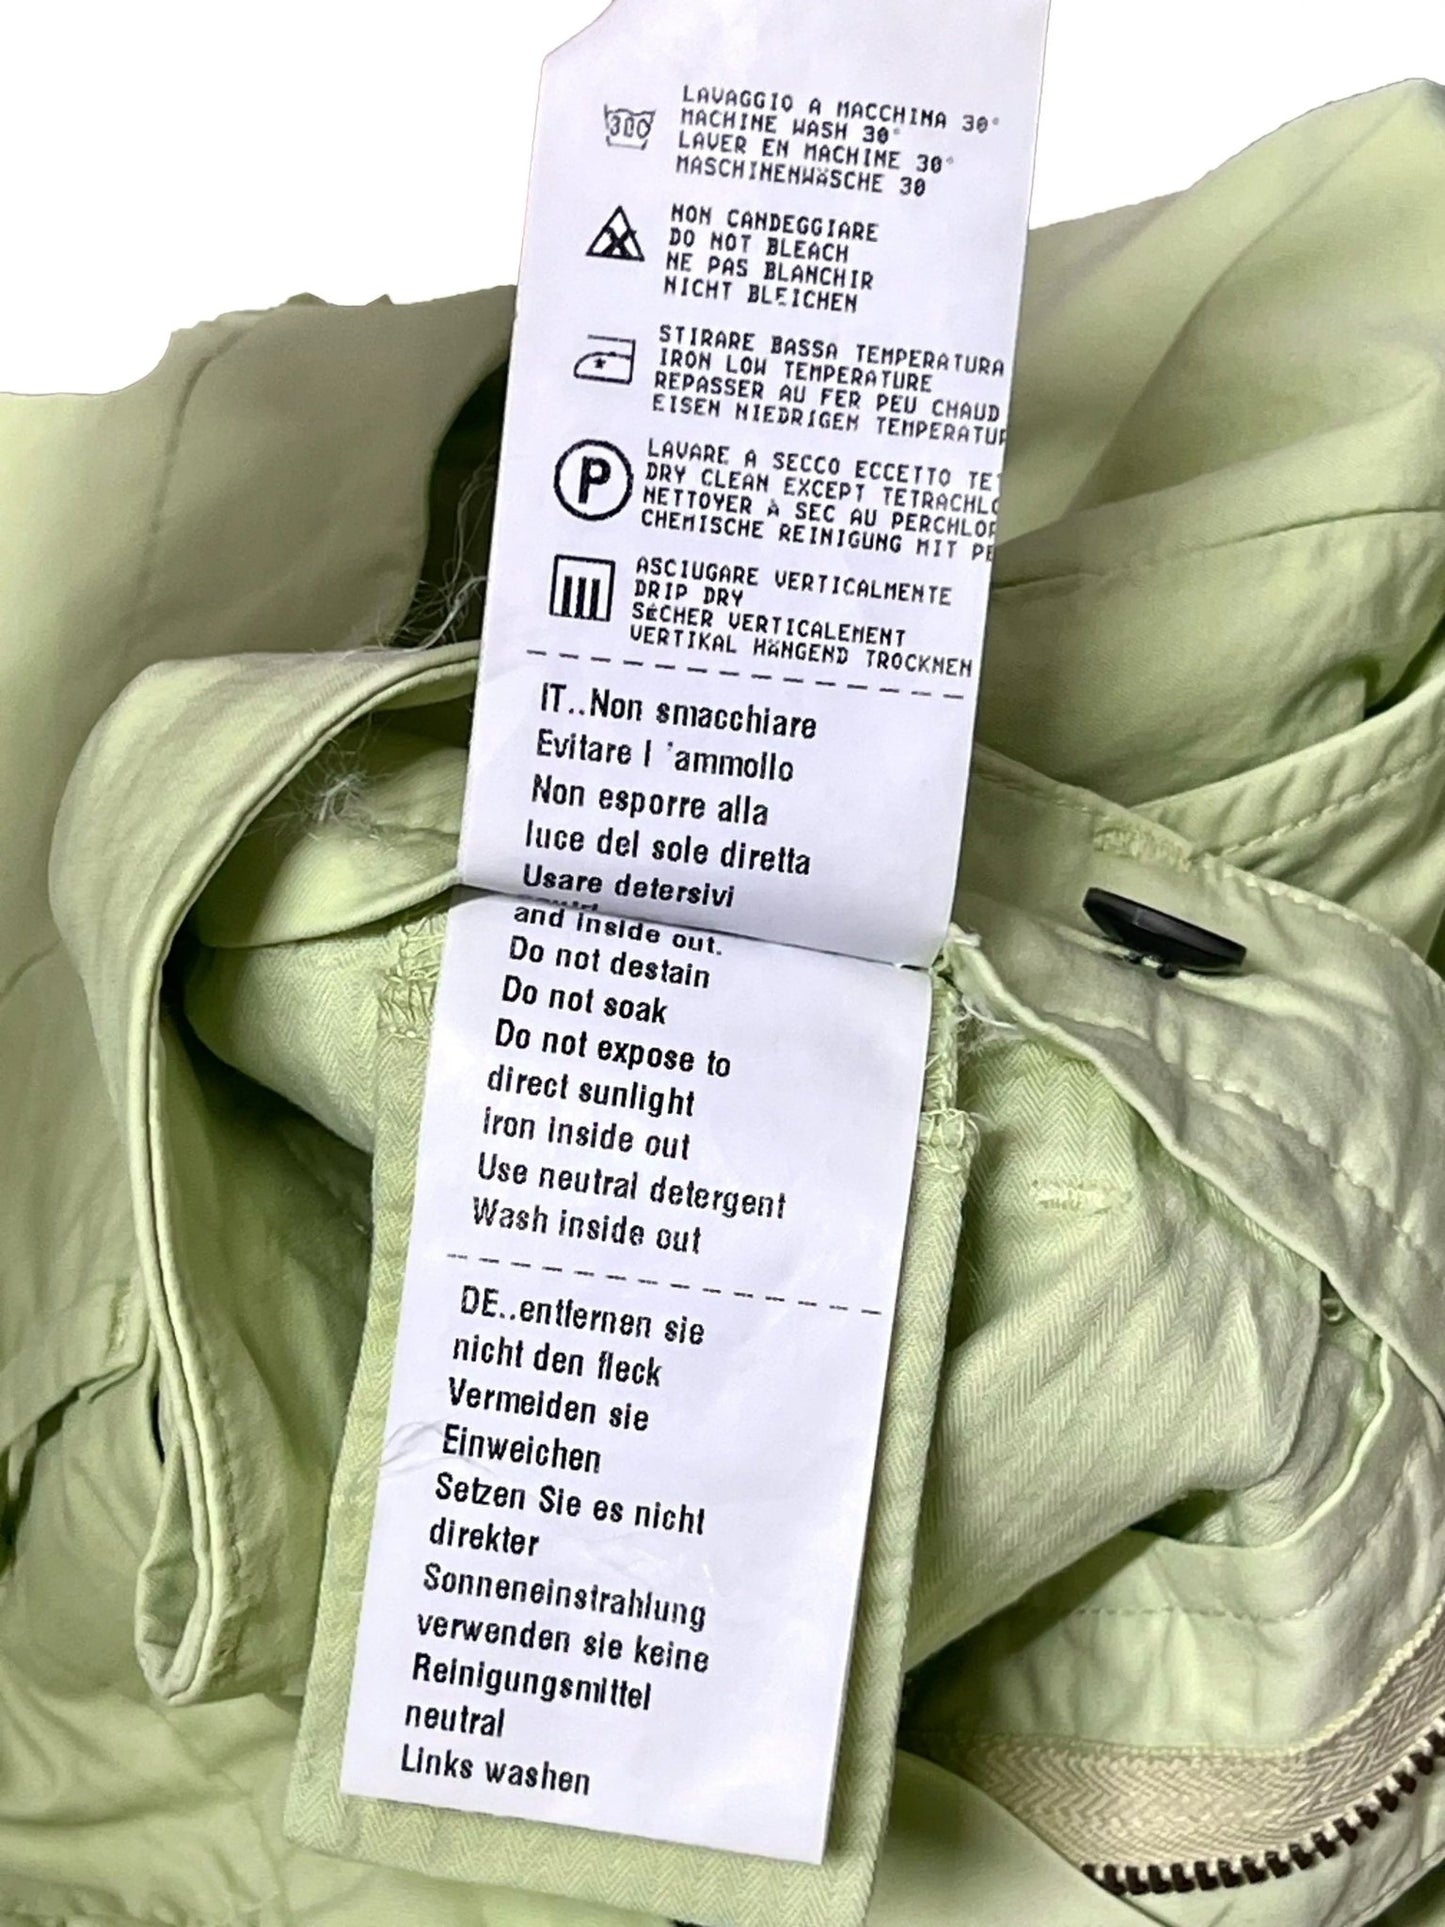 30C
LAVAGGIO A MACCHINA 30°
MACHINE WASH 30°
LAVER EN MACHINE 30°
MASCHINENWÄSCHE 30
NON CANDEGGIARE
DO NOT BLEACH
NE PAS BLANCHIR
NICHT BLEICHEN
STIRARE BASSA TEMPERATURA
IRON LOW TEMPERATURE
REPASSER AU FER PEU CHAUD
EISEN NIEDRIGEN
P
LAVARE A SECCO ECCETTO
DRY CLEAN EXCEPT
NETTOYER À SEC AU
CHEMISCHE REINIGUNG MIT
ASCIUGARE VERTICALMENTE
DRIP DRY
SÉCHER VERTICALEMENT
VERTIKAL HÄNGEND TROCKNEN
IT..Non smacchiare
Evitare l 'ammollo
Non esporre alla
luce del sole diretta
Usare detersivi
and inside out.
Do not destain
Do not soak
Do not expose to
direct sunlight
iron inside out
Use neutral detergent
Wash inside out
DE..entfernen sie
nicht den fleck
Vermeiden sie
Einweichen
Setzen Sie es nicht
direkter
Sonneneinstrahlung
verwenden sie keine
Reinigungsmittel
neutral
Links washen